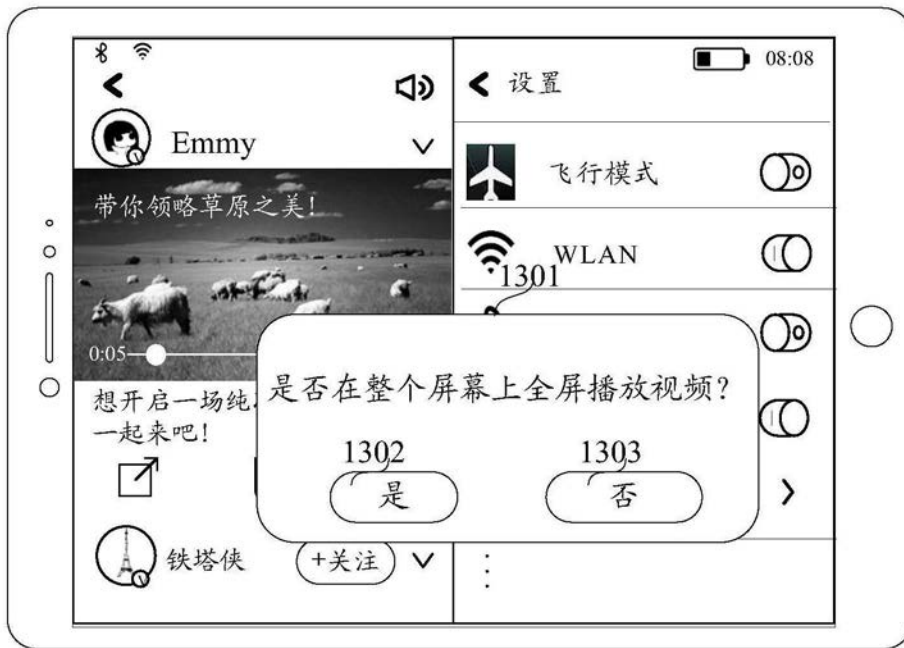 08:08
设置
Emmy
飞行模式
带你领略草原之美!
WLAN
1301
0:05
是否在整个屏幕上全屏播放视频?
想开启一场纯
一起来吧!
1302
1303
是
否
铁塔侠
+关注